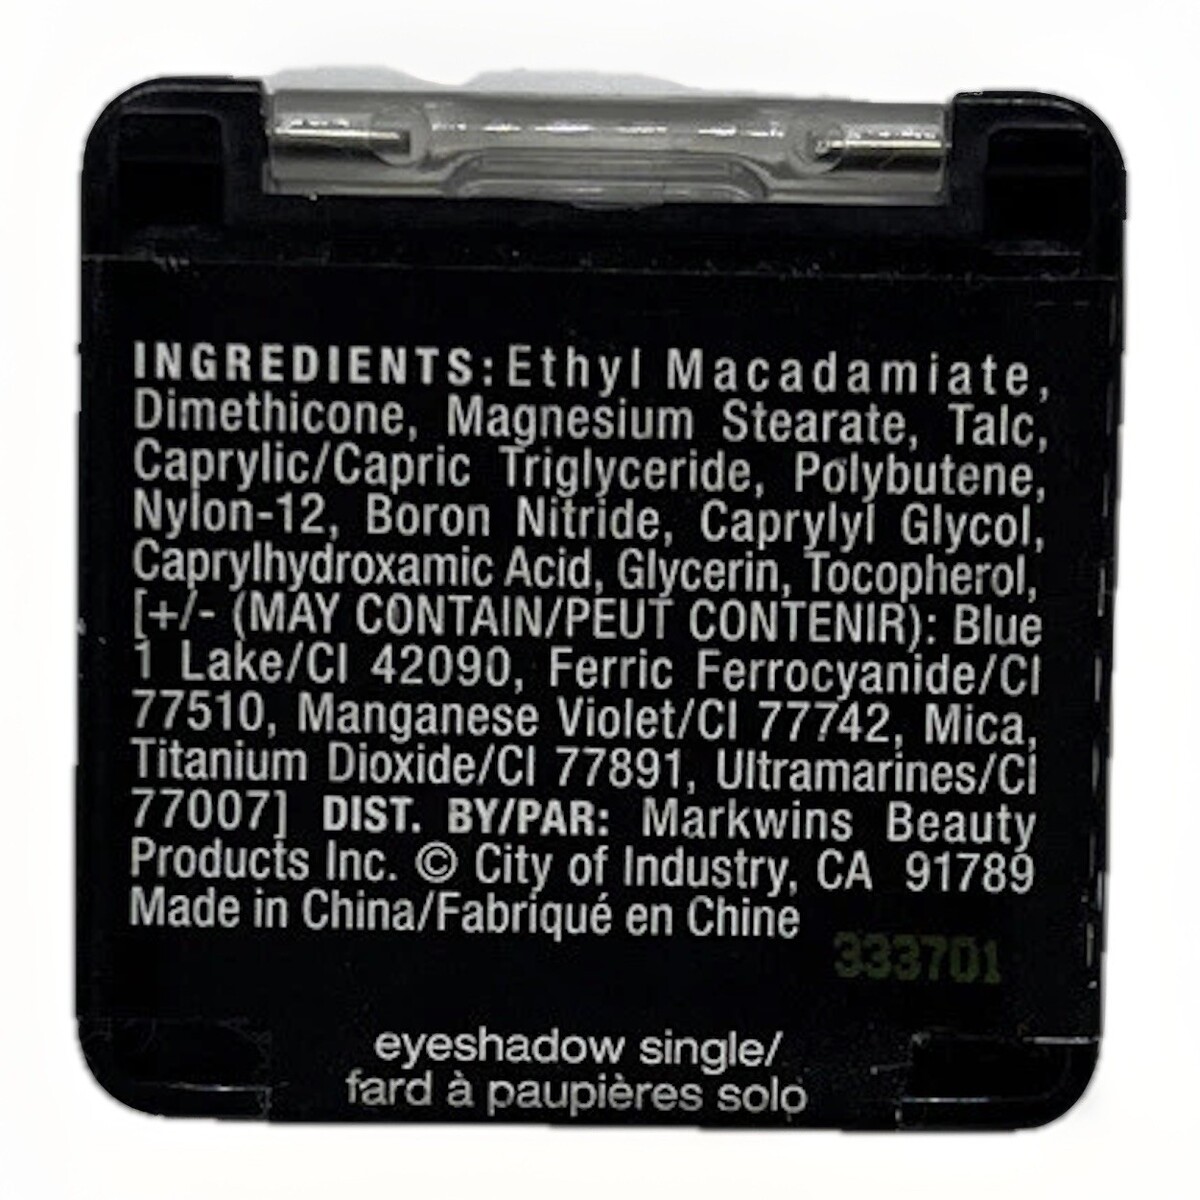 INGREDIENTS: Ethyl Macadamiate,
Dimethicone, Magnesium Stearate, Talc,
Caprylic/Capric Triglyceride, Polybutene,
Nylon-12, Boron Nitride, Caprylyl Glycol,
Caprylhydroxamic Acid, Glycerin, Tocopherol,
[+/- (MAY CONTAIN/PEUT CONTENIR): Blue
1 Lake/CI 42090, Ferric Ferrocyanide/CI
77510, Manganese Violet/CI 77742, Mica,
Titanium Dioxide/CI 77891, Ultramarines/CI
77007] DIST. BY/PAR: Markwins Beauty
Products Inc. © City of Industry, CA 91789
Made in China/Fabriqué en Chine
333701
eyeshadow single/
fard à paupières solo